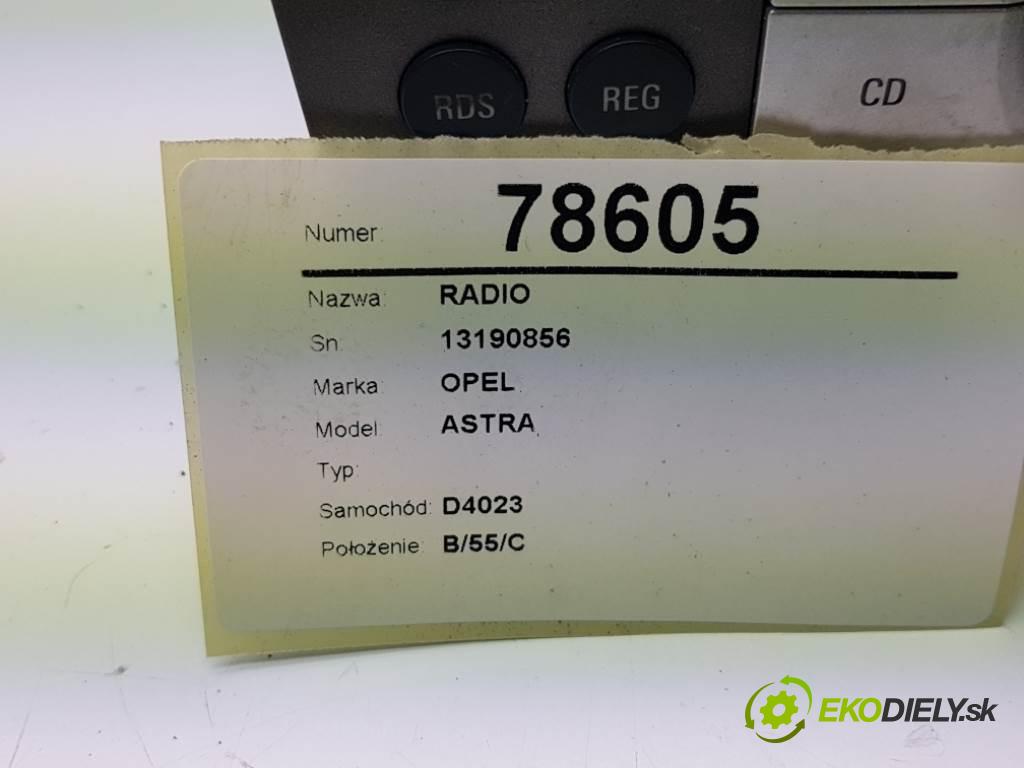 RDS REG CD
Numer: 78605
Nazwa: RADIO
Sn: 13190856
Marka: OPEL
Model: ASTRA
Typ:
Samochód: D4023
Położenie: B/55/C
EKODIELY.sk